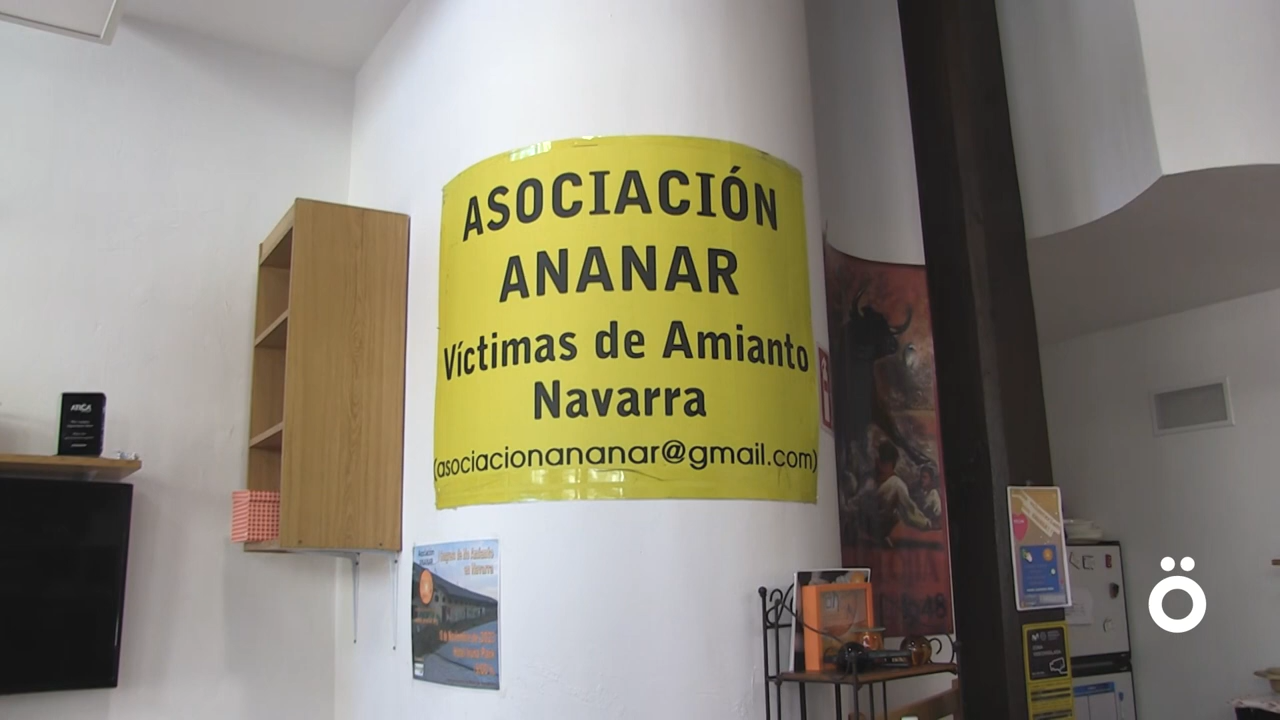 ASOCIACIÓN
ANANAR
Víctimas de Amianto
Navarra
(asociacionananar@gmail.com)
Ö